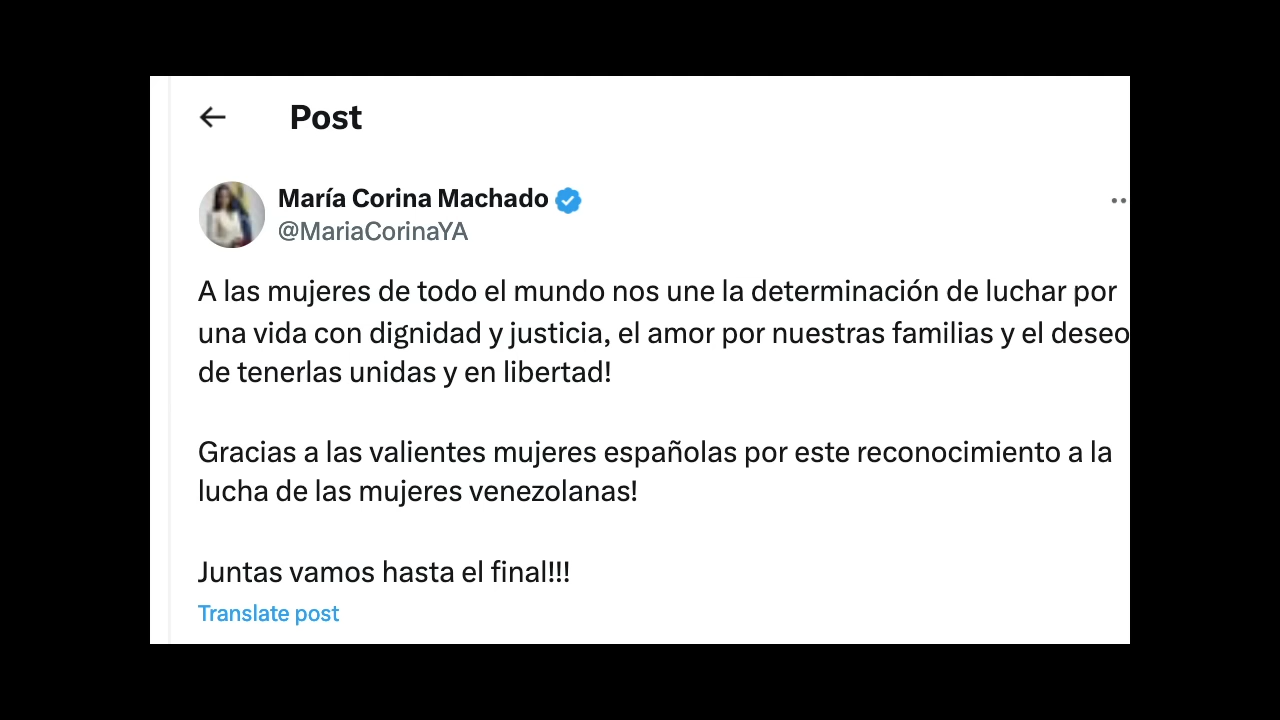 Post
María Corina Machado
@MariaCorinaYA
A las mujeres de todo el mundo nos une la determinación de luchar por
una vida con dignidad y justicia, el amor por nuestras familias y el deseo
de tenerlas unidas y en libertad!
Gracias a las valientes mujeres españolas por este reconocimiento a la
lucha de las mujeres venezolanas!
Juntas vamos hasta el final!!!
Translate post